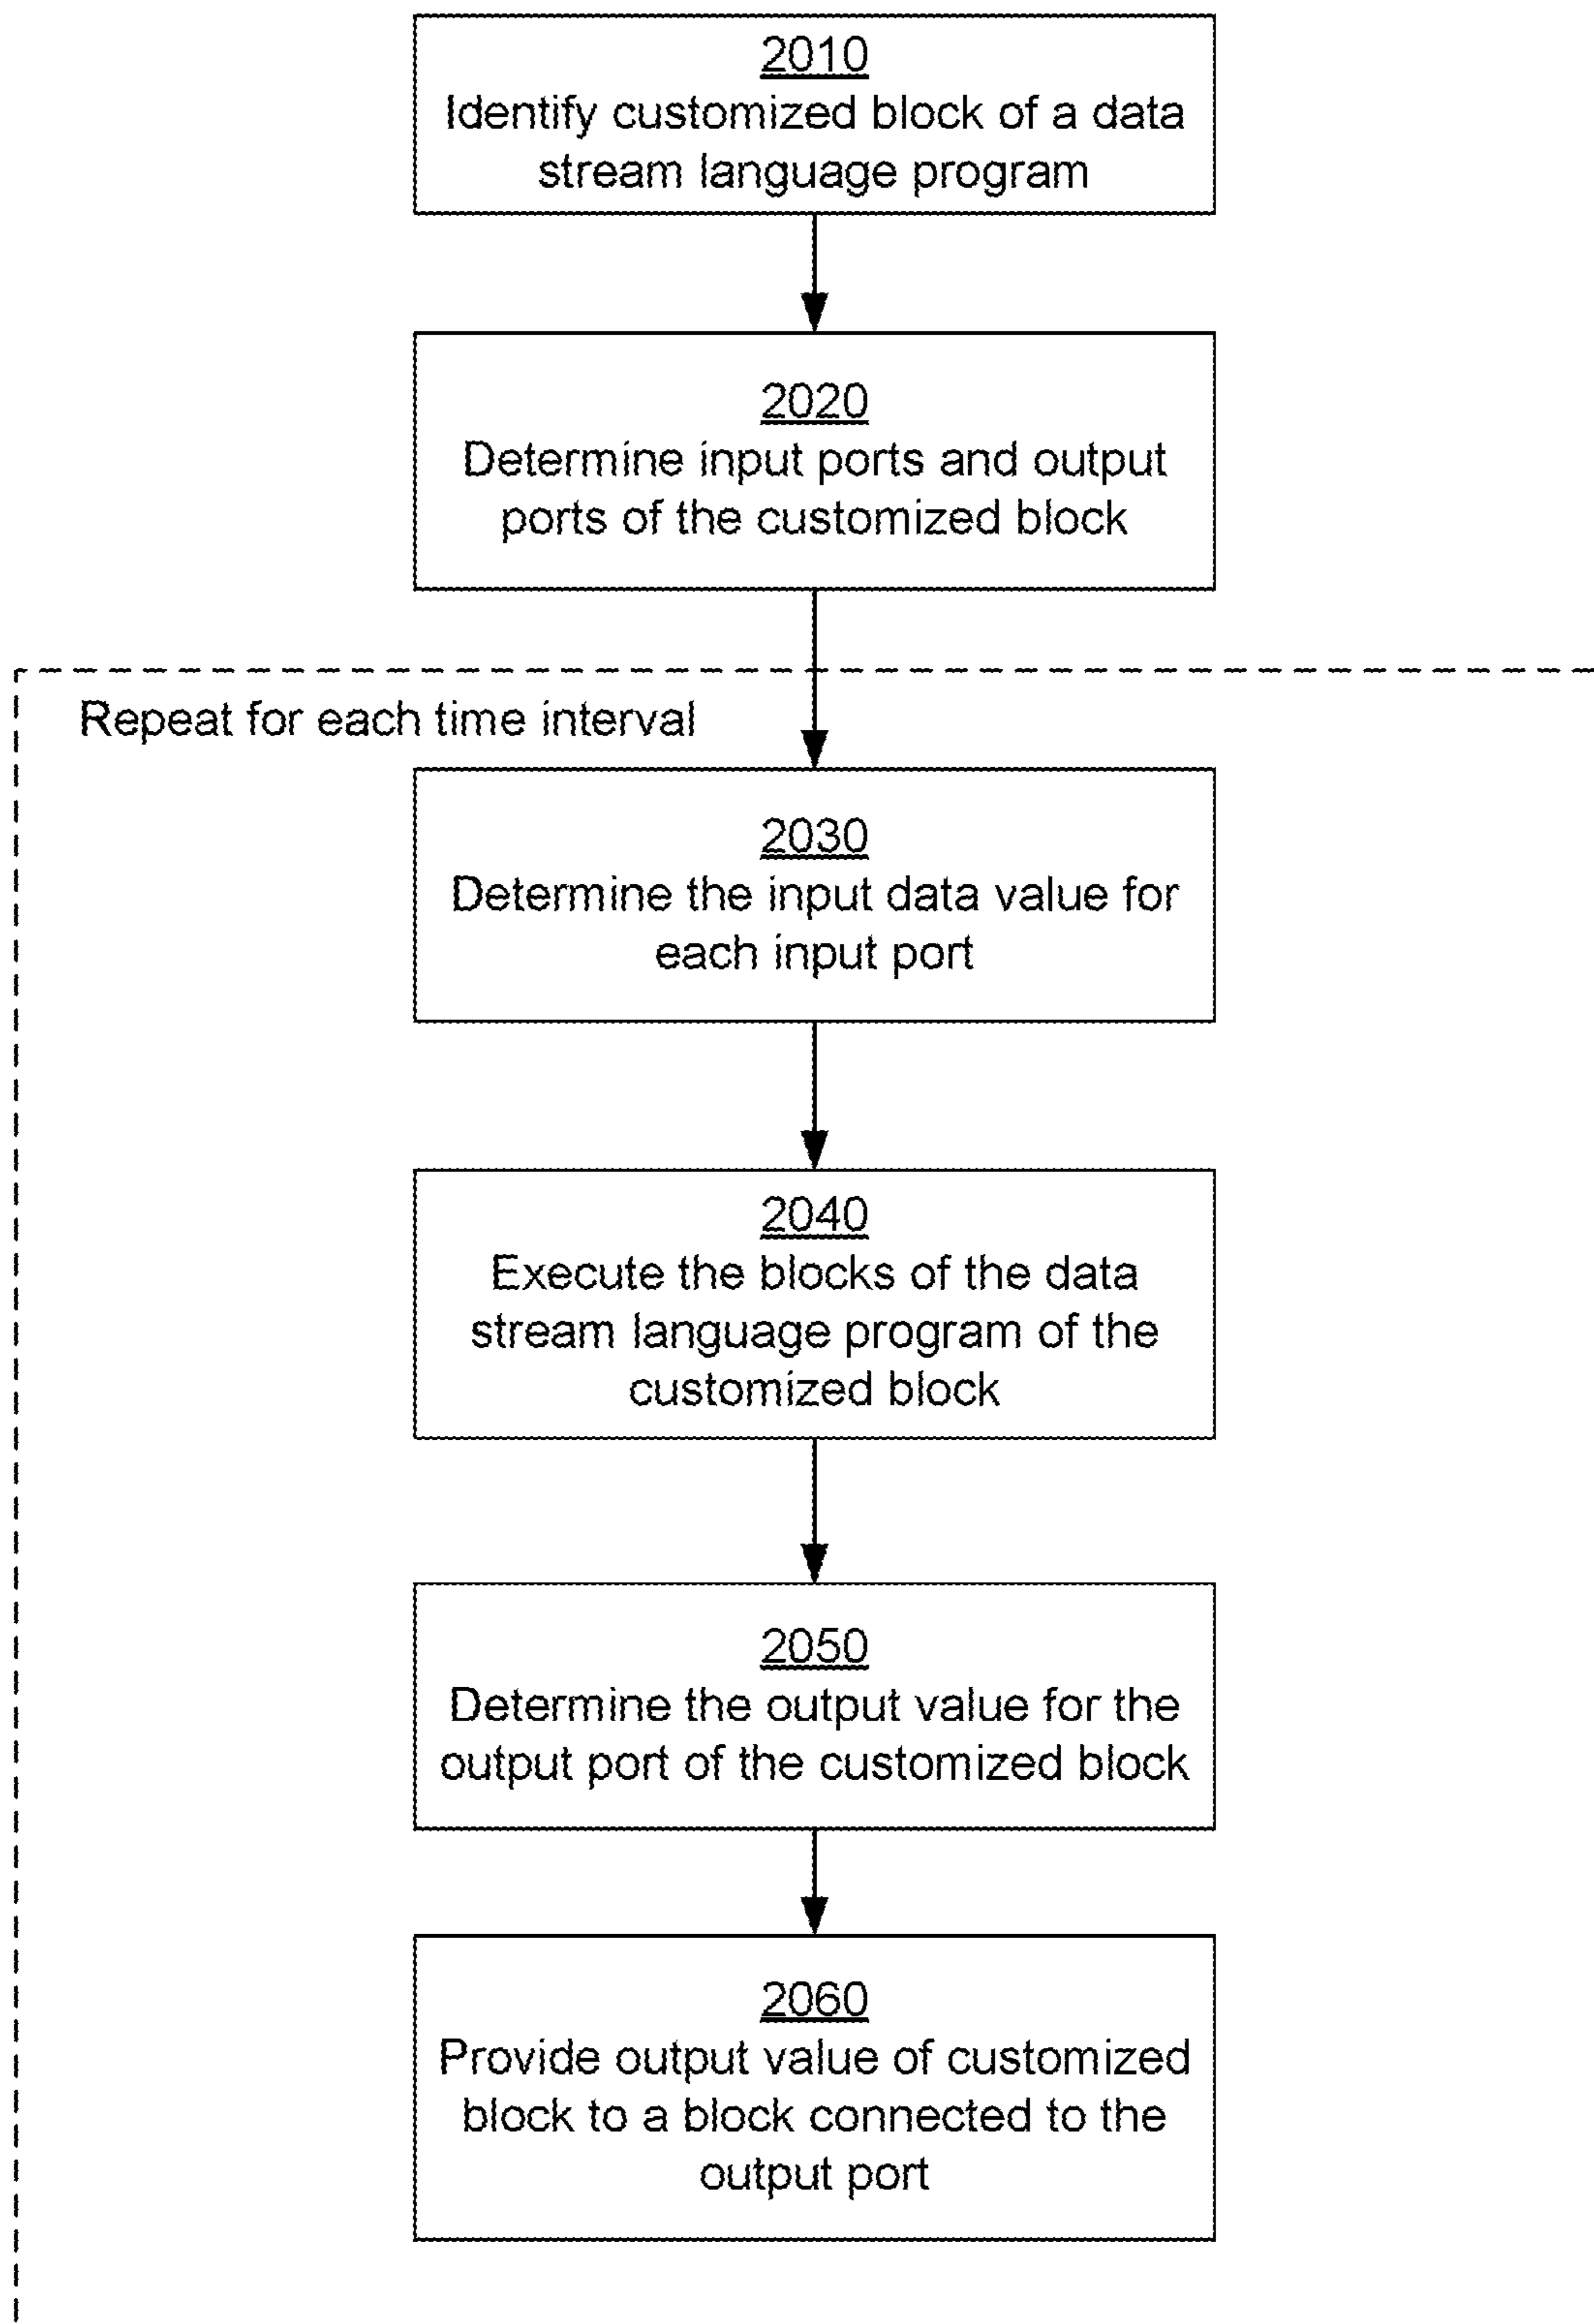 2010
Identify customized block of a data
stream language program
2020
Determine input ports and output
ports of the customized block
Repeat for each time interval
2030
Determine the input data value for
each input port
2040
Execute the blocks of the data
stream language program of the
customized block
2050
Determine the output value for the
output port of the customized block
2060
Provide output value of customized
block to a block connected to the
output port